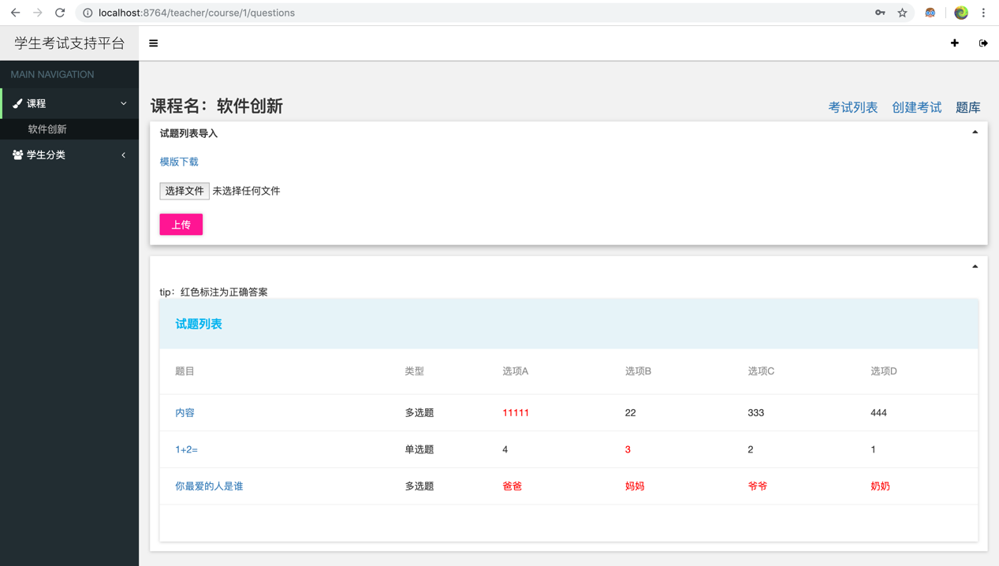 localhost:8764/teacher/course/1/questions
学生考试支持平台
MAIN NAVIGATION
课程
软件创新
学生分类
课程名：软件创新
考试列表 创建考试 题库
试题列表导入
模版下载
选择文件 未选择任何文件
上传
tip：红色标注为正确答案
试题列表
题目 类型 选项A 选项B 选项C 选项D
内容 多选题 11111 22 333 444
1+2= 单选题 4 3 2 1
你最爱的人是谁 多选题 爸爸 妈妈 爷爷 奶奶